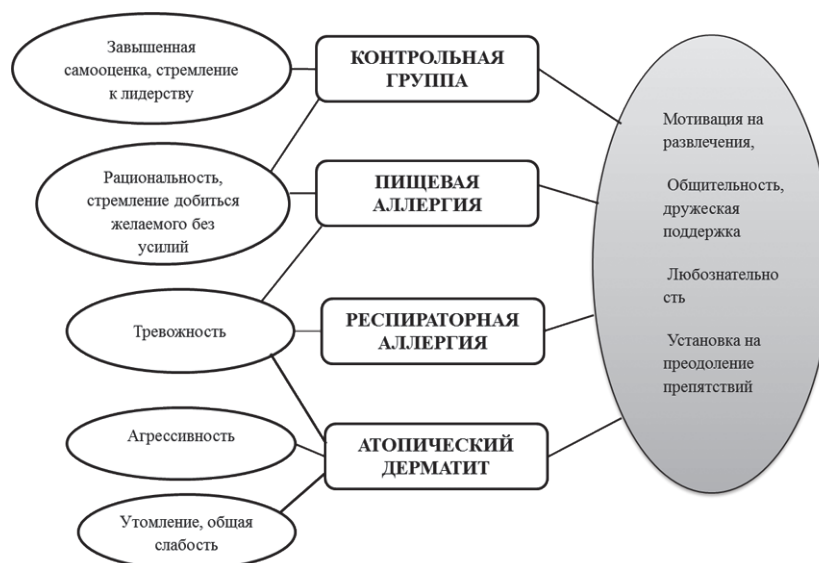 Завышенная
самооценка, стремление
к лидерству
Рациональность,
стремление добиться
желаемого без
усилий
Тревожность
Агрессивность
Утомление, общая
слабость
КОНТРОЛЬНАЯ
ГРУППА
ПИЩЕВАЯ
АЛЛЕРГИЯ
РЕСПИРАТОРНАЯ
АЛЛЕРГИЯ
АТОПИЧЕСКИЙ
ДЕРМАТИТ
Мотивация на
развлечения,
Общительность,
дружеская
поддержка
Любознательно
сть
Установка на
преодоление
препятствий